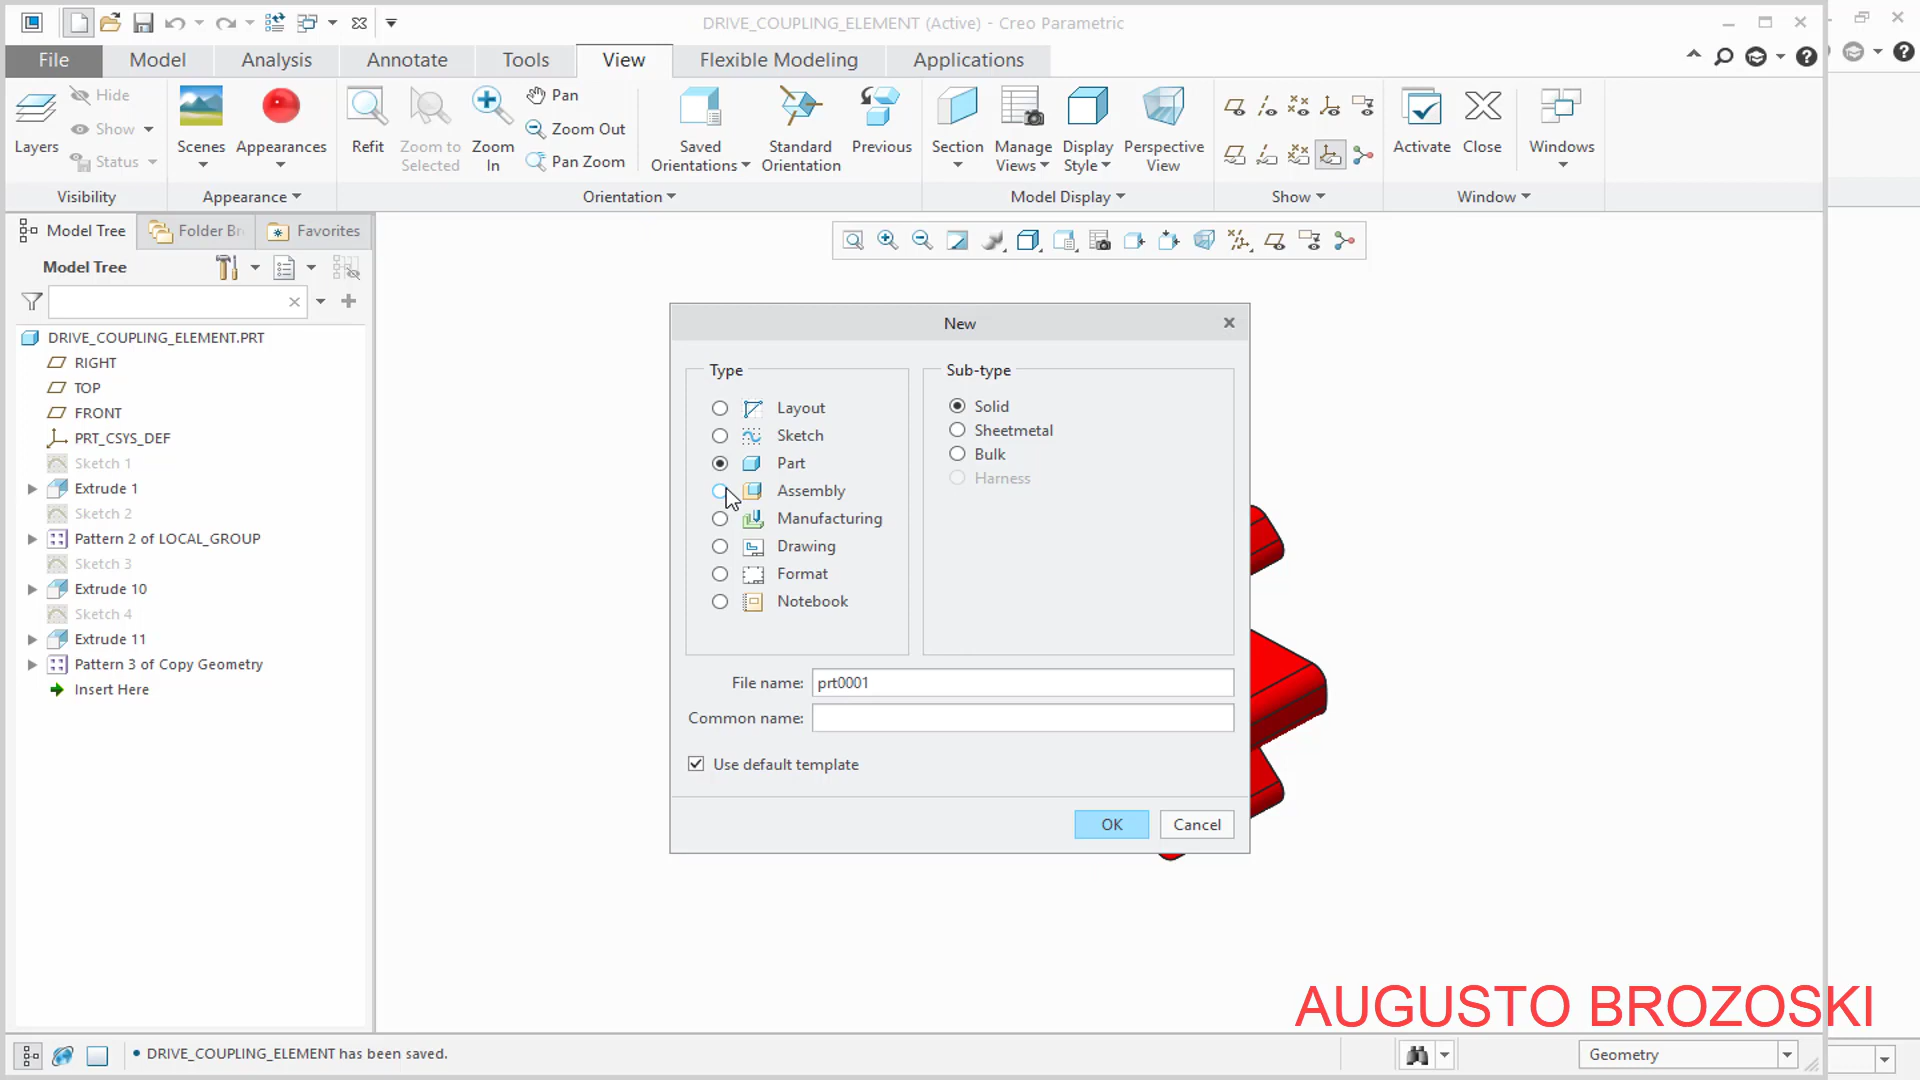 DRIVE_COUPLING_ELEMENT (Active) - Creo Parametric
File Model Analysis Annotate Tools View Flexible Modeling Applications
Layers Hide Show Status
Visibility
Scenes Appearances
Appearance
Refit Zoom to Selected Zoom In Pan Zoom Out Pan Zoom Saved Orientations Standard Orientation Previous
Orientation
Section Manage Views Display Style Perspective View
Model Display
Show
Activate Close Windows
Window
Model Tree Folder Br Favorites
Model Tree
DRIVE_COUPLING_ELEMENT.PRT
RIGHT
TOP
FRONT
PRT_CSYS_DEF
Sketch 1
Extrude 1
Sketch 2
Pattern 2 of LOCAL_GROUP
Sketch 3
Extrude 10
Sketch 4
Extrude 11
Pattern 3 of Copy Geometry
Insert Here
New
Type
Layout
Sketch
Part
Assembly
Manufacturing
Drawing
Format
Notebook
Sub-type
Solid
Sheetmetal
Bulk
Harness
File name: prt0001
Common name:
Use default template
OK Cancel
AUGUSTO BROZOSKI
• DRIVE_COUPLING_ELEMENT has been saved.
Geometry